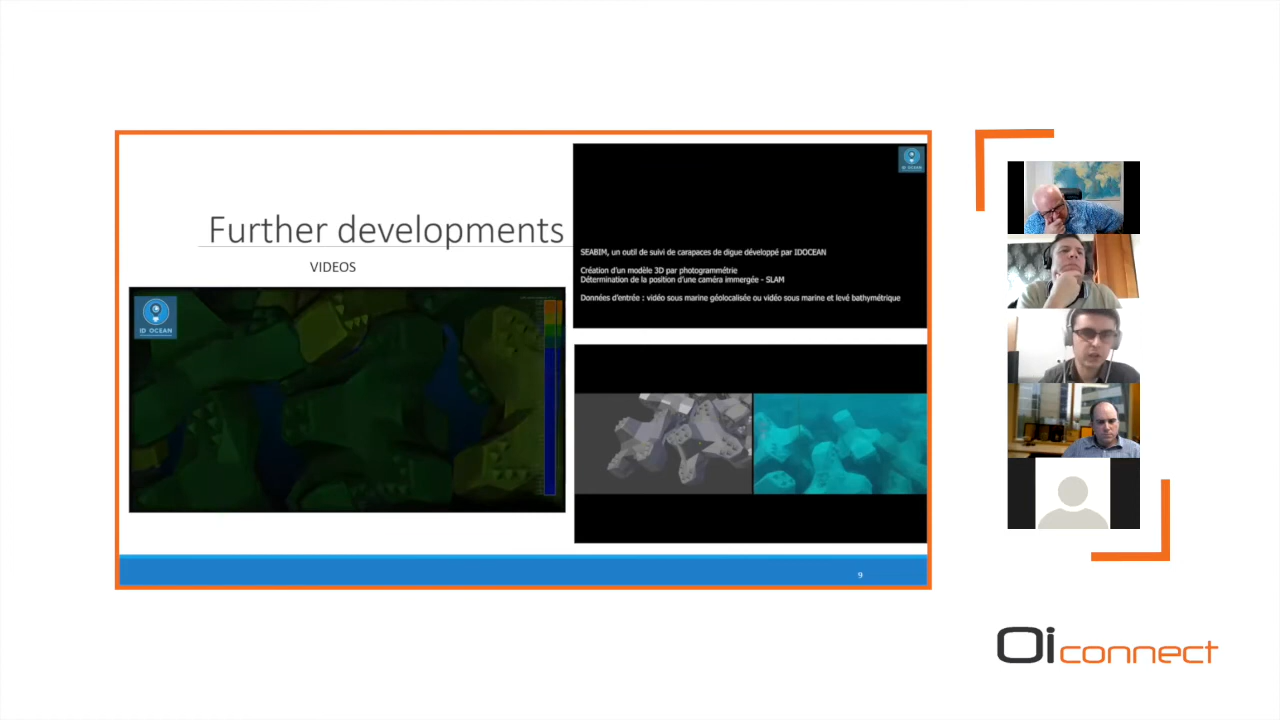 Further developments
VIDEOS
ID OCEAN
ID OCEAN
SEABIM, un outil de suivi de carapaces de digue développé par IDOCEAN
Création d'un modèle 3D par photogrammétrie
Détermination de la position d'une caméra immergée - SLAM
Données d'entrée : vidéo sous marine géolocalisée ou vidéo sous marine et levé bathymétrique
9
Oi connect